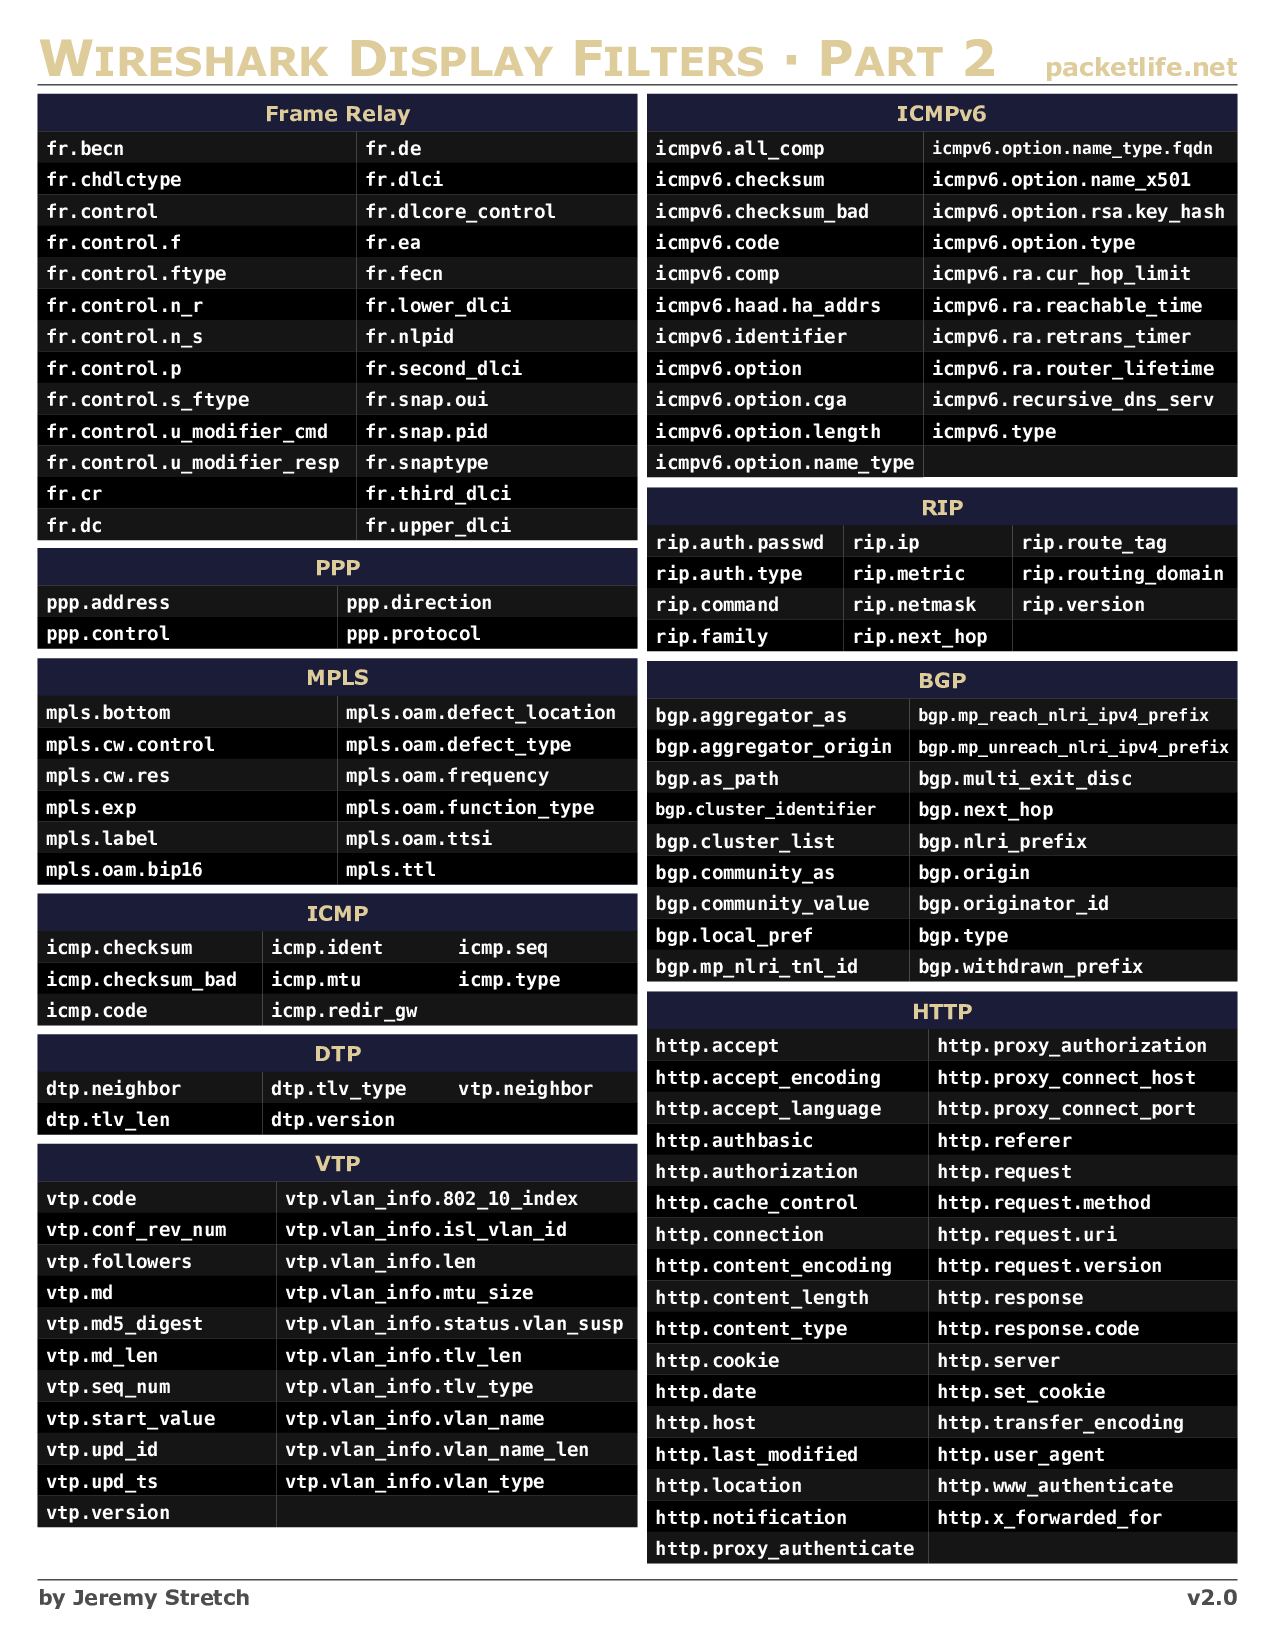 Wireshark Display Filters · Part 2
packetlife.net
Frame Relay
fr.becn fr.de
fr.chdlctype fr.dlci
fr.control fr.dlcore_control
fr.control.f fr.ea
fr.control.ftype fr.fecn
fr.control.n_r fr.lower_dlci
fr.control.n_s fr.nlpid
fr.control.p fr.second_dlci
fr.control.s_ftype fr.snap.oui
fr.control.u_modifier_cmd fr.snap.pid
fr.control.u_modifier_resp fr.snaptype
fr.cr fr.third_dlci
fr.dc fr.upper_dlci
PPP
ppp.address ppp.direction
ppp.control ppp.protocol
MPLS
mpls.bottom mpls.oam.defect_location
mpls.cw.control mpls.oam.defect_type
mpls.cw.res mpls.oam.frequency
mpls.exp mpls.oam.function_type
mpls.label mpls.oam.ttsi
mpls.oam.bip16 mpls.ttl
ICMP
icmp.checksum icmp.ident icmp.seq
icmp.checksum_bad icmp.mtu icmp.type
icmp.code icmp.redir_gw
DTP
dtp.neighbor dtp.tlv_type vtp.neighbor
dtp.tlv_len dtp.version
VTP
vtp.code vtp.vlan_info.802_10_index
vtp.conf_rev_num vtp.vlan_info.isl_vlan_id
vtp.followers vtp.vlan_info.len
vtp.md vtp.vlan_info.mtu_size
vtp.md5_digest vtp.vlan_info.status.vlan_susp
vtp.md_len vtp.vlan_info.tlv_len
vtp.seq_num vtp.vlan_info.tlv_type
vtp.start_value vtp.vlan_info.vlan_name
vtp.upd_id vtp.vlan_info.vlan_name_len
vtp.upd_ts vtp.vlan_info.vlan_type
vtp.version
ICMPv6
icmpv6.all_comp icmpv6.option.name_type.fqdn
icmpv6.checksum icmpv6.option.name_x501
icmpv6.checksum_bad icmpv6.option.rsa.key_hash
icmpv6.code icmpv6.option.type
icmpv6.comp icmpv6.ra.cur_hop_limit
icmpv6.haad.ha_addrs icmpv6.ra.reachable_time
icmpv6.identifier icmpv6.ra.retrans_timer
icmpv6.option icmpv6.ra.router_lifetime
icmpv6.option.cga icmpv6.recursive_dns_serv
icmpv6.option.length icmpv6.type
icmpv6.option.name_type
RIP
rip.auth.passwd rip.ip rip.route_tag
rip.auth.type rip.metric rip.routing_domain
rip.command rip.netmask rip.version
rip.family rip.next_hop
BGP
bgp.aggregator_as bgp.mp_reach_nlri_ipv4_prefix
bgp.aggregator_origin bgp.mp_unreach_nlri_ipv4_prefix
bgp.as_path bgp.multi_exit_disc
bgp.cluster_identifier bgp.next_hop
bgp.cluster_list bgp.nlri_prefix
bgp.community_as bgp.origin
bgp.community_value bgp.originator_id
bgp.local_pref bgp.type
bgp.mp_nlri_tnl_id bgp.withdrawn_prefix
HTTP
http.accept http.proxy_authorization
http.accept_encoding http.proxy_connect_host
http.accept_language http.proxy_connect_port
http.authbasic http.referer
http.authorization http.request
http.cache_control http.request.method
http.connection http.request.uri
http.content_encoding http.request.version
http.content_length http.response
http.content_type http.response.code
http.cookie http.server
http.date http.set_cookie
http.host http.transfer_encoding
http.last_modified http.user_agent
http.location http.www_authenticate
http.notification http.x_forwarded_for
http.proxy_authenticate
by Jeremy Stretch
v2.0